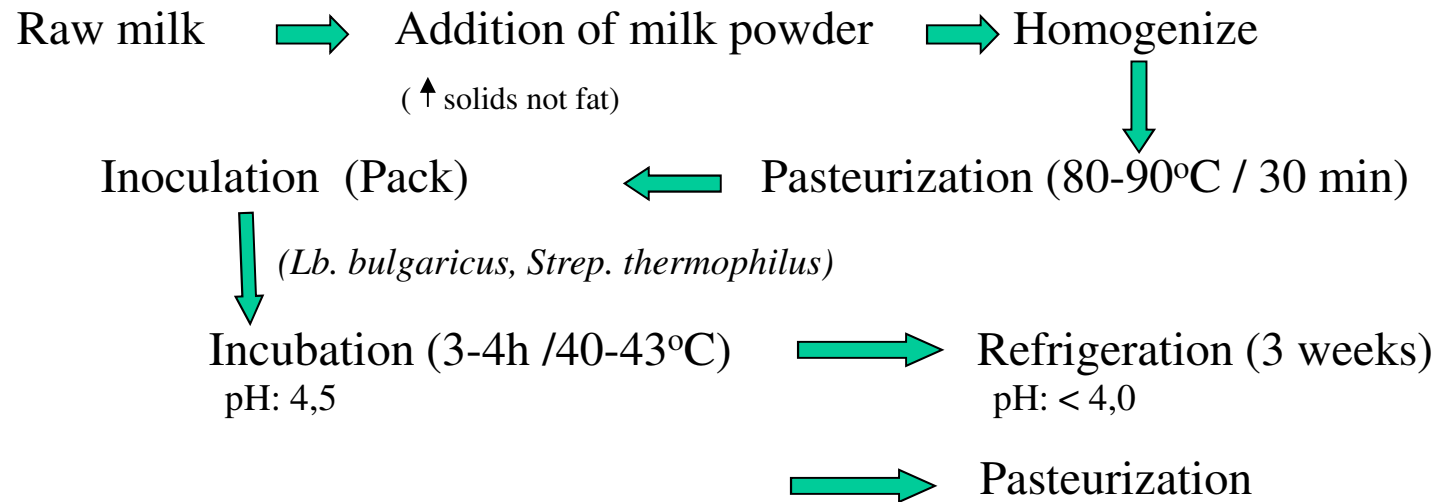 Raw milk Addition of milk powder Homogenize
( solids not fat)
Inoculation (Pack) Pasteurization (80-90°C / 30 min)
(Lb. bulgaricus, Strep. thermophilus)
Incubation (3-4h /40-43°C) Refrigeration (3 weeks)
pH: 4,5 pH: < 4,0
Pasteurization